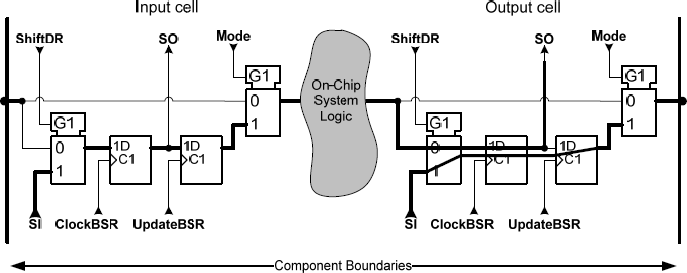 Input cell
Output cell
ShiftDR
SO
Mode
ShiftDR
SO
Mode
G1
G1
On-Chip
System
Logic
0
0
1
1
G1
G1
0
1D
1D
0
1D
1D
1
C1
C1
1
C1
C1
SI
ClockBSR
UpdateBSR
SI
ClockBSR
UpdateBSR
Component Boundaries